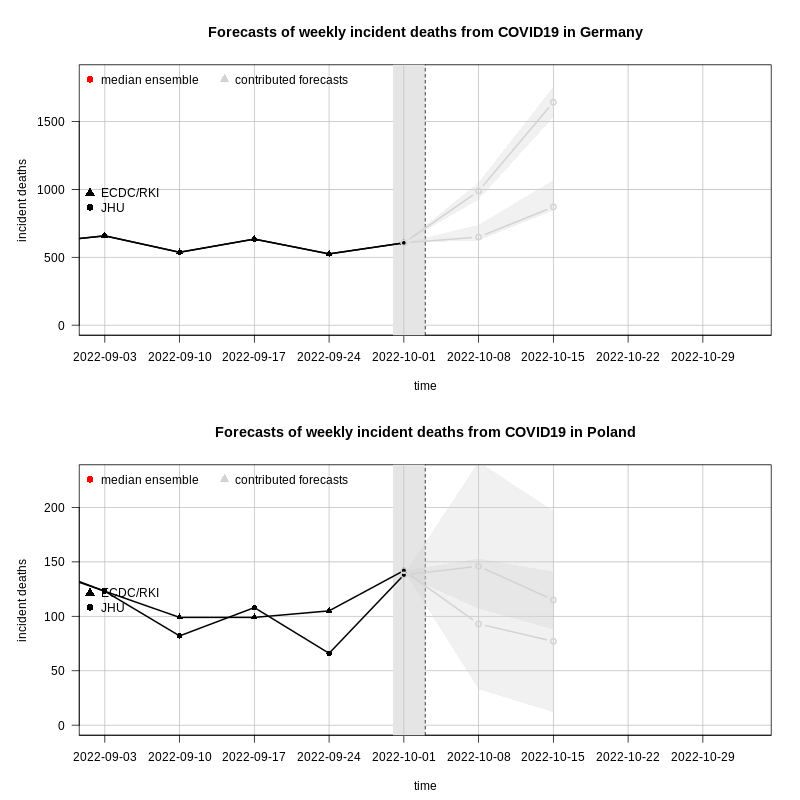 Forecasts of weekly incident deaths from COVID19 in Germany
median ensemble contributed forecasts
1500
1000
500
0
incident deaths
ECDC/RKI
JHU
2022-09-03 2022-09-10 2022-09-17 2022-09-24 2022-10-01 2022-10-08 2022-10-15 2022-10-22 2022-10-29
time
Forecasts of weekly incident deaths from COVID19 in Poland
median ensemble contributed forecasts
200
150
100
50
0
incident deaths
ECDC/RKI
JHU
2022-09-03 2022-09-10 2022-09-17 2022-09-24 2022-10-01 2022-10-08 2022-10-15 2022-10-22 2022-10-29
time